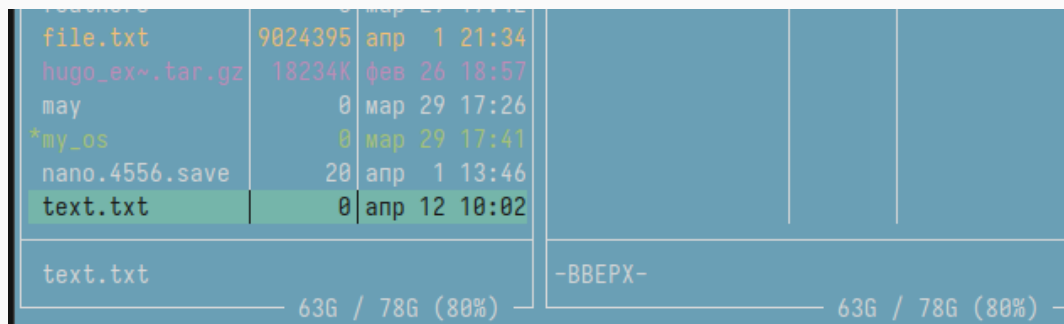 file.txt 9024395 апр 1 21:34
hugo_ex~.tar.gz 18234K фев 26 18:57
may 0 мар 29 17:26
*my_os 0 мар 29 17:41
nano.4556.save 20 апр 1 13:46
text.txt 0 апр 12 10:02
text.txt -ВВЕРХ-
63G / 78G (80%) 63G / 78G (80%)